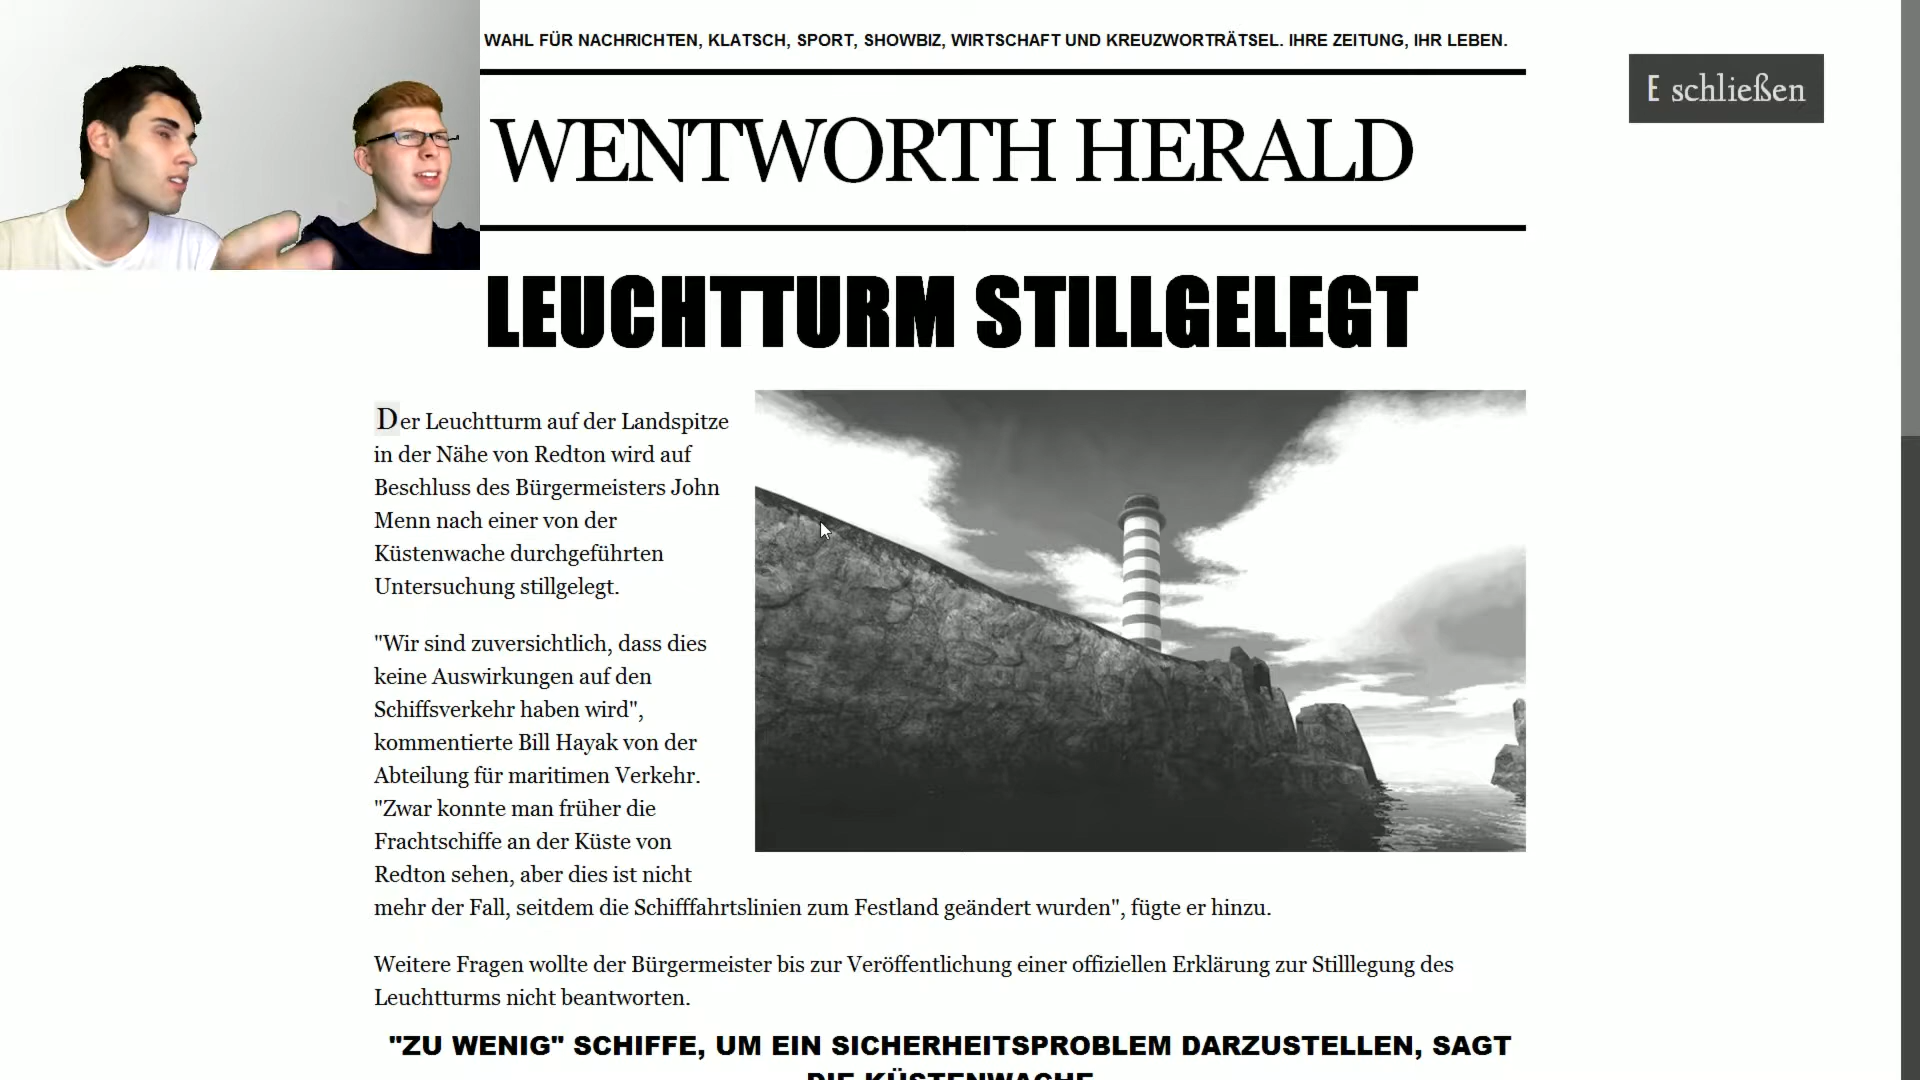 WAHL FÜR NACHRICHTEN, KLATSCH, SPORT, SHOWBIZ, WIRTSCHAFT UND KREUZWORTRÄTSEL. IHRE ZEITUNG, IHR LEBEN.
E schließen
WENTWORTH HERALD
LEUCHTTURM STILLGELEGT
Der Leuchtturm auf der Landspitze
in der Nähe von Redton wird auf
Beschluss des Bürgermeisters John
Menn nach einer von der
Küstenwache durchgeführten
Untersuchung stillgelegt.
"Wir sind zuversichtlich, dass dies
keine Auswirkungen auf den
Schiffsverkehr haben wird",
kommentierte Bill Hayak von der
Abteilung für maritimen Verkehr.
"Zwar konnte man früher die
Frachtschiffe an der Küste von
Redton sehen, aber dies ist nicht
mehr der Fall, seitdem die Schifffahrtslinien zum Festland geändert wurden", fügte er hinzu.
Weitere Fragen wollte der Bürgermeister bis zur Veröffentlichung einer offiziellen Erklärung zur Stilllegung des
Leuchtturms nicht beantworten.
"ZU WENIG" SCHIFFE, UM EIN SICHERHEITSPROBLEM DARZUSTELLEN, SAGT
DIE KÜSTENWACHE